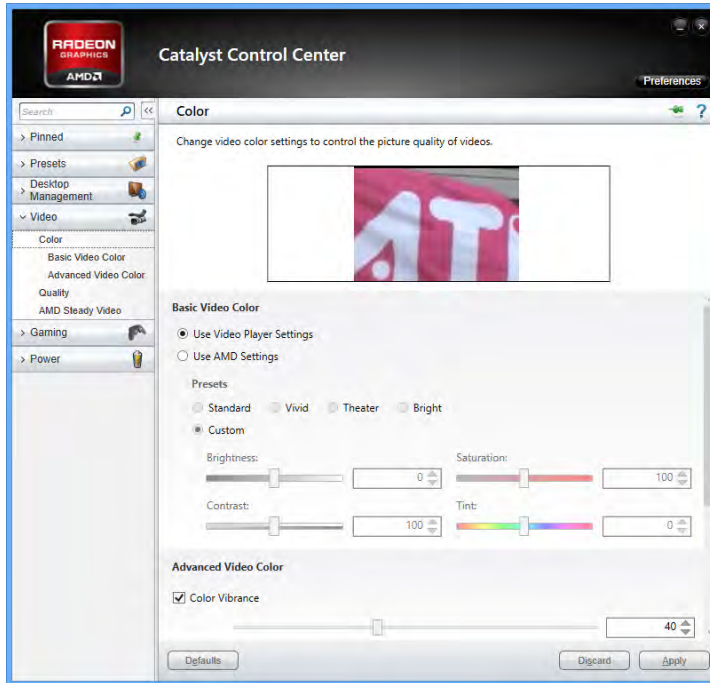 RADEON
GRAPHICS
AMD
Catalyst Control Center
Preferences
Search
<<
Color
?
Pinned
Presets
Desktop
Management
Video
Color
Basic Video Color
Advanced Video Color
Quality
AMD Steady Video
Gaming
Power
Change video color settings to control the picture quality of videos.
ATI
Basic Video Color
Use Video Player Settings
Use AMD Settings
Presets
Standard Vivid Theater Bright
Custom
Brightness: Saturation:
0 100
Contrast: Tint:
100 0
Advanced Video Color
Color Vibrance
40
Defaults Discard Apply